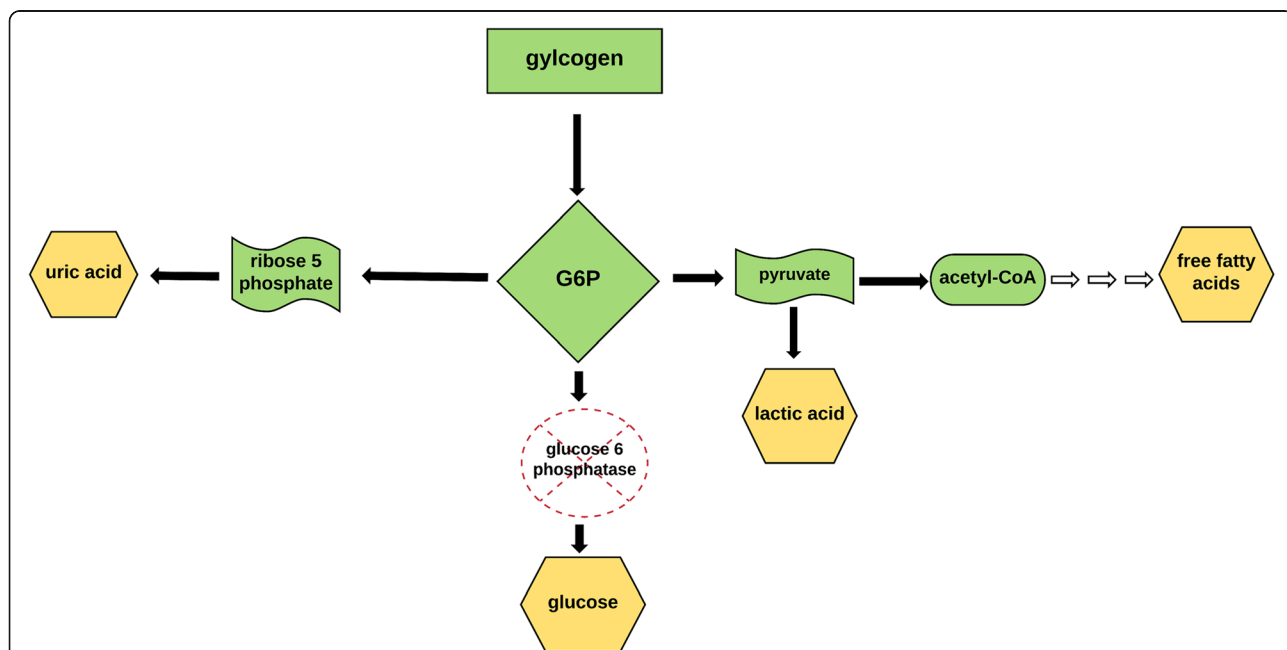 gylcogen
uric acid
ribose 5
phosphate
G6P
pyruvate
acetyl-CoA
free fatty
acids
lactic acid
glucose 6
phosphatase
glucose